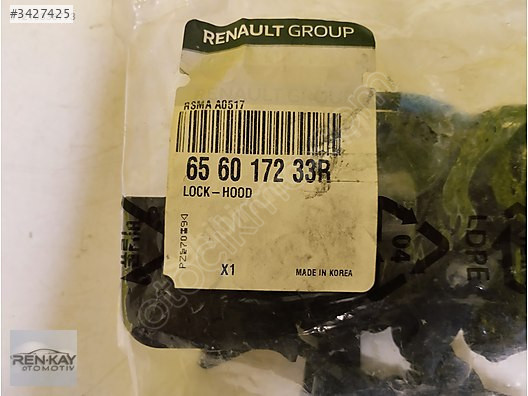 #3427425
RENAULT GROUP
RSMA A0517
65 60 172 33R
LOCK-HOOD
X1
MADE IN KOREA
04
LDPE
REN-KAY
OTOMOTİV